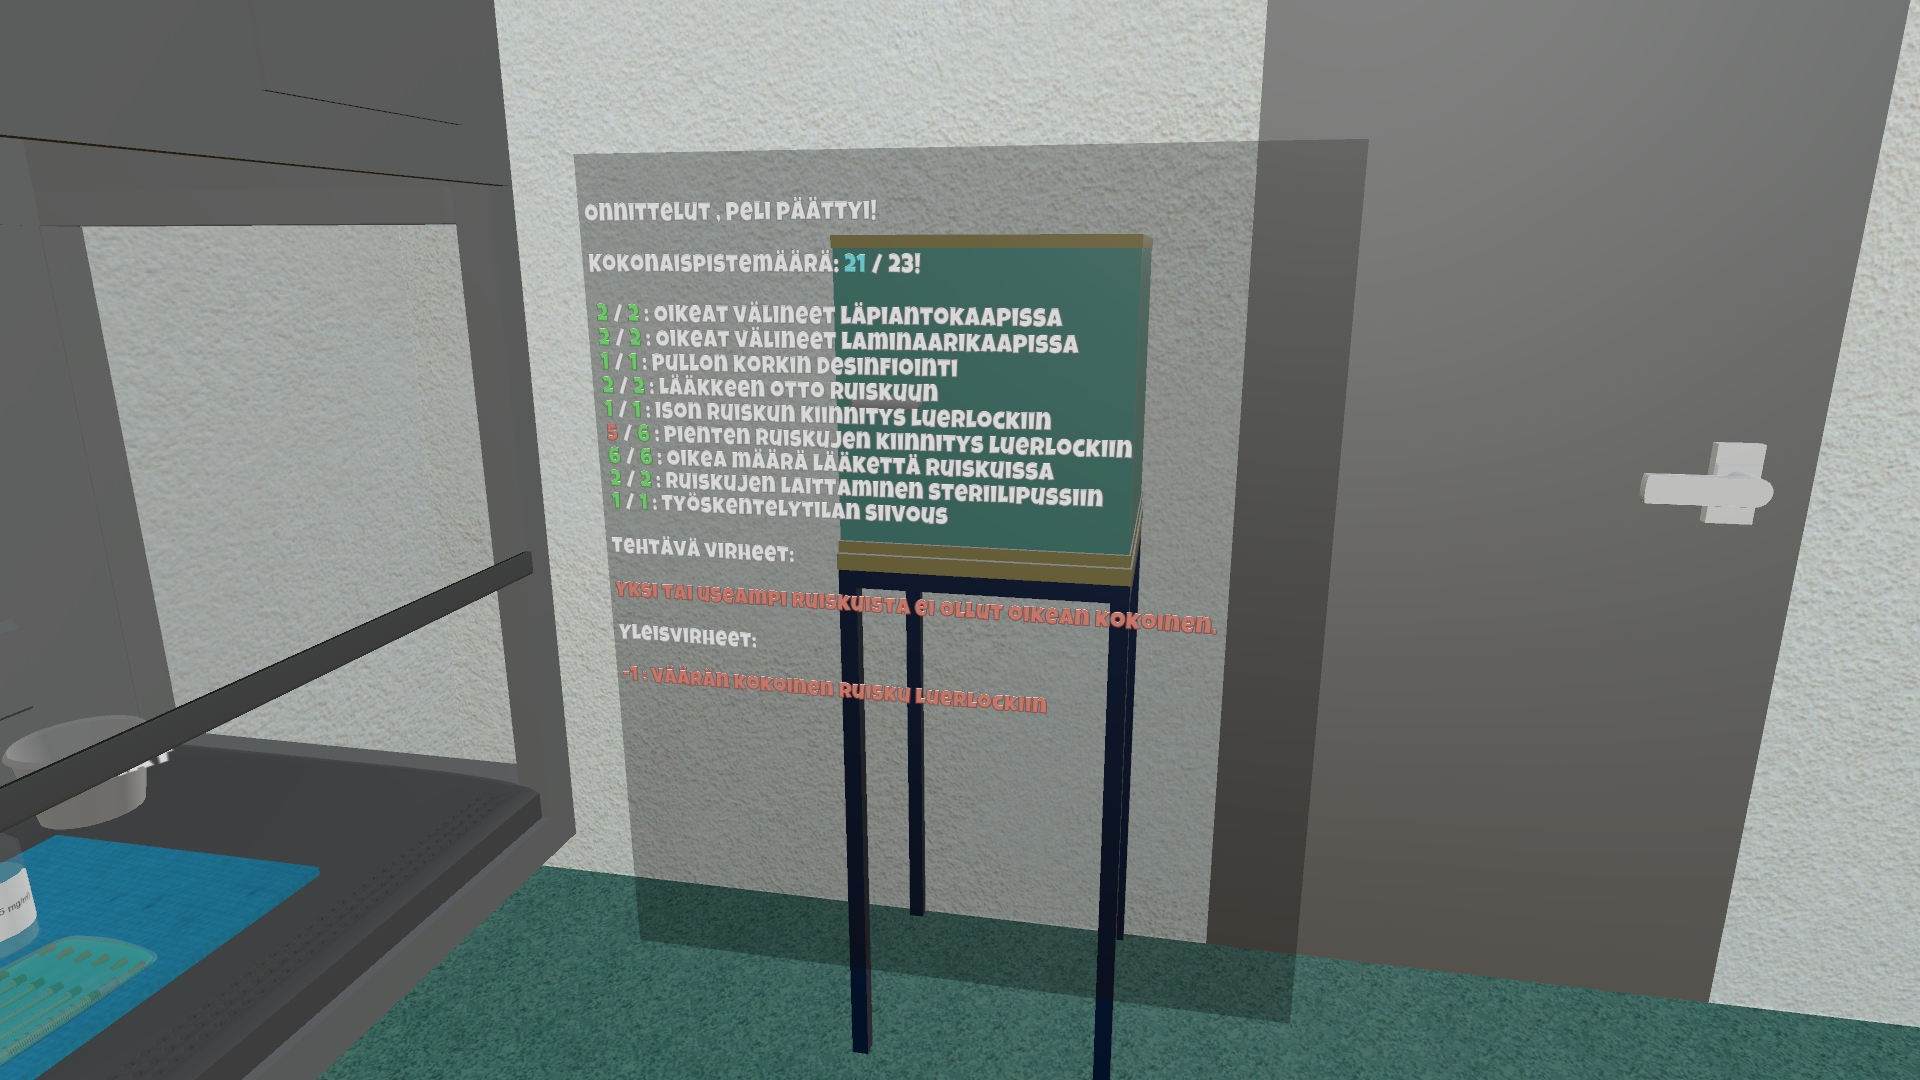 ONNITTELUT , PELI PÄÄTTYI!
KOKONAISPISTEMÄÄRÄ: 21 / 23!
2 / 2 : OIKEAT VÄLINEET LÄPIANTOKAAPISSA
2 / 2 : OIKEAT VÄLINEET LAMINAARIKAAPISSA
1 / 1 : PULLON KORKIN DESINFIOINTI
2 / 2 : LÄÄKKEEN OTTO RUISKUUN
1 / 1 : ISON RUISKUN KIINNITYS LUERLOCKIIN
5 / 6 : PIENTEN RUISKUJEN KIINNITYS LUERLOCKIIN
6 / 6 : OIKEA MÄÄRÄ LÄÄKETTÄ RUISKUISSA
2 / 2 : RUISKUJEN LAITTAMINEN STERIILIPUSSIIN
1 / 1 : TYÖSKENTELYTILAN SIIVOUS
TEHTÄVÄ VIRHEET:
YKSI TAI USEAMPI RUISKUISTA EI OLLUT OIKEAN KOKOINEN.
YLEISVIRHEET:
-1 : VÄÄRÄN KOKOINEN RUISKU LUERLOCKIIN